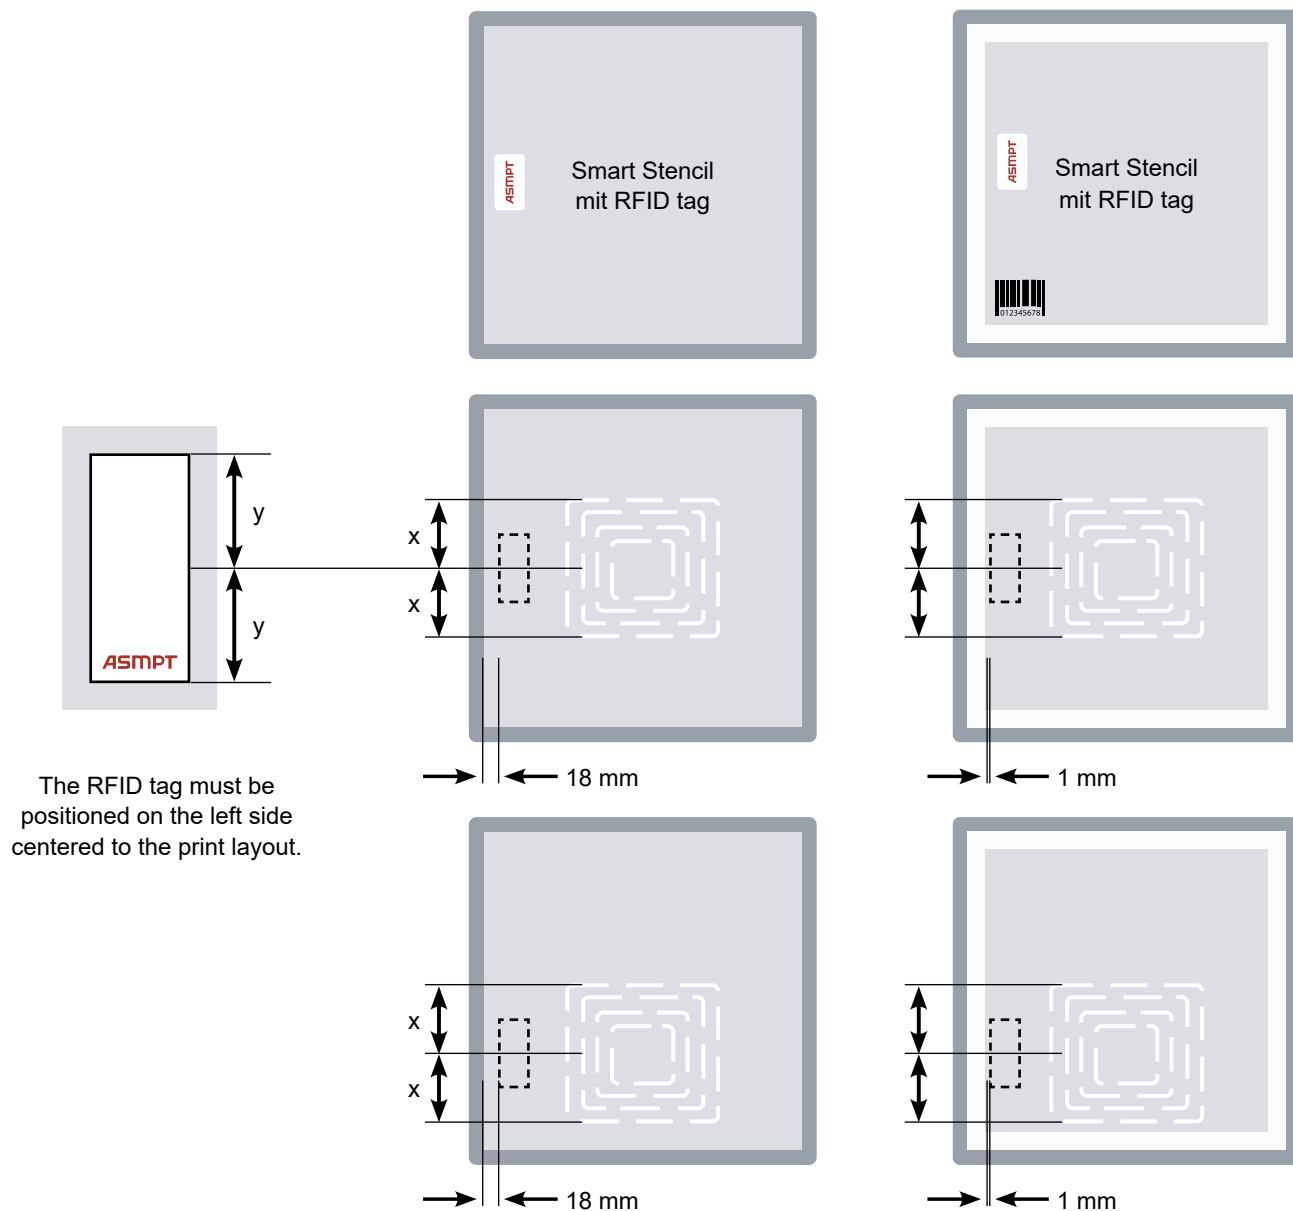 ASMPT
Smart Stencil
mit RFID tag
ASMPT
Smart Stencil
mit RFID tag
012345678
y
y
ASMPT
x
x
18 mm
1 mm
The RFID tag must be
positioned on the left side
centered to the print layout.
x
x
18 mm
1 mm